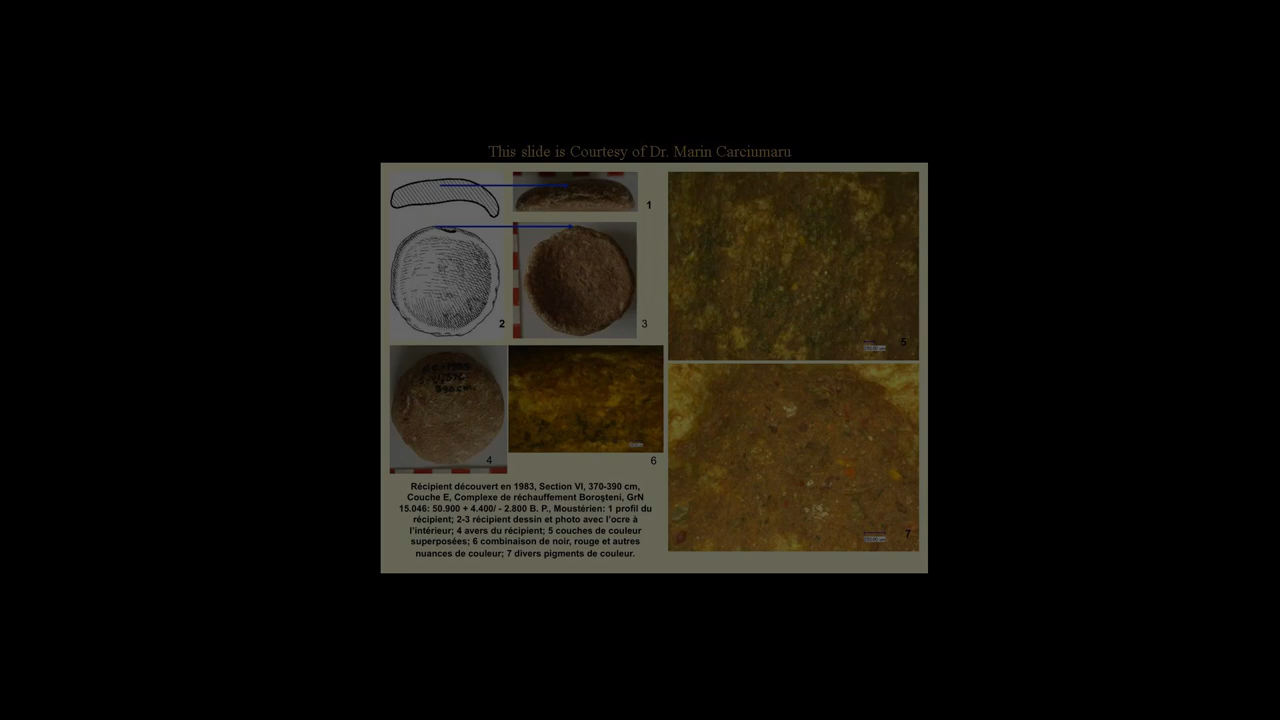 This slide is Courtesy of Dr. Marin Carciumaru
1
2
3
4
5
6
7
Récipient découvert en 1983, Section VI, 370-390 cm,
Couche E, Complexe de réchauffement Boroşteni, GrN
15.046: 50.900 + 4.400/ - 2.800 B. P., Moustérien: 1 profil du
récipient; 2-3 récipient dessin et photo avec l'ocre à
l'intérieur; 4 avers du récipient; 5 couches de couleur
superposées; 6 combinaison de noir, rouge et autres
nuances de couleur; 7 divers pigments de couleur.